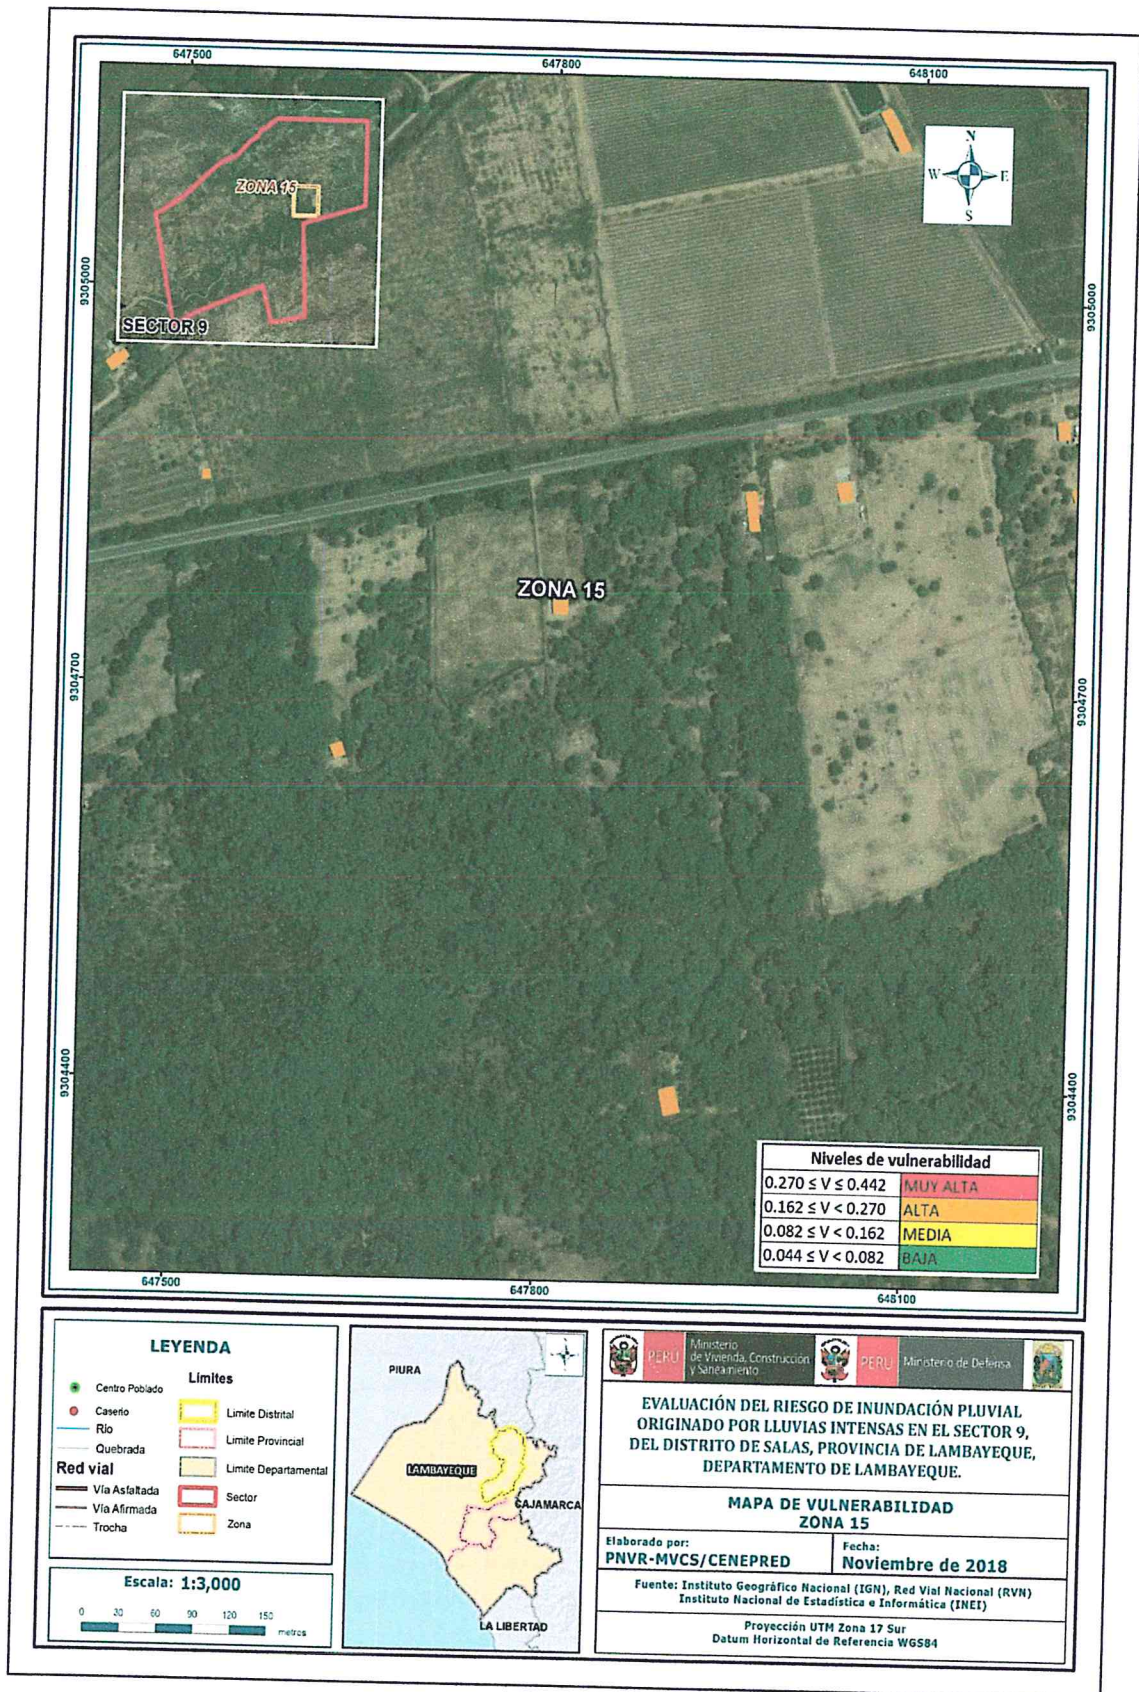 647500
647800
648100
ZONA 15
SECTOR 9
N
W E
S
9305000
9305000
ZONA 15
9304700
9304700
9304400
9304400
Niveles de vulnerabilidad
0.270 ≤ V ≤ 0.442 MUY ALTA
0.162 ≤ V < 0.270 ALTA
0.082 ≤ V < 0.162 MEDIA
0.044 ≤ V < 0.082 BAJA
647500
647800
648100
LEYENDA
Centro Poblado
Caserio
Río
Quebrada
Red vial
Vía Asfaltada
Vía Afirmada
Trocha
Limites
Limite Distrital
Limite Provincial
Limite Departamental
Sector
Zona
Escala: 1:3,000
0 30 60 90 120 150
metros
PIURA
LAMBAYEQUE
CAJAMARCA
LA LIBERTAD
PERÚ
Ministerio
de Vivienda, Construcción
y Saneamiento
PERÚ
Ministerio de Defensa
EVALUACIÓN DEL RIESGO DE INUNDACIÓN PLUVIAL
ORIGINADO POR LLUVIAS INTENSAS EN EL SECTOR 9,
DEL DISTRITO DE SALAS, PROVINCIA DE LAMBAYEQUE,
DEPARTAMENTO DE LAMBAYEQUE.
MAPA DE VULNERABILIDAD
ZONA 15
Elaborado por:
PNVR-MVCS/CENEPRED
Fecha:
Noviembre de 2018
Fuente: Instituto Geográfico Nacional (IGN), Red Vial Nacional (RVN)
Instituto Nacional de Estadística e Informática (INEI)
Proyección UTM Zona 17 Sur
Datum Horizontal de Referencia WGS84